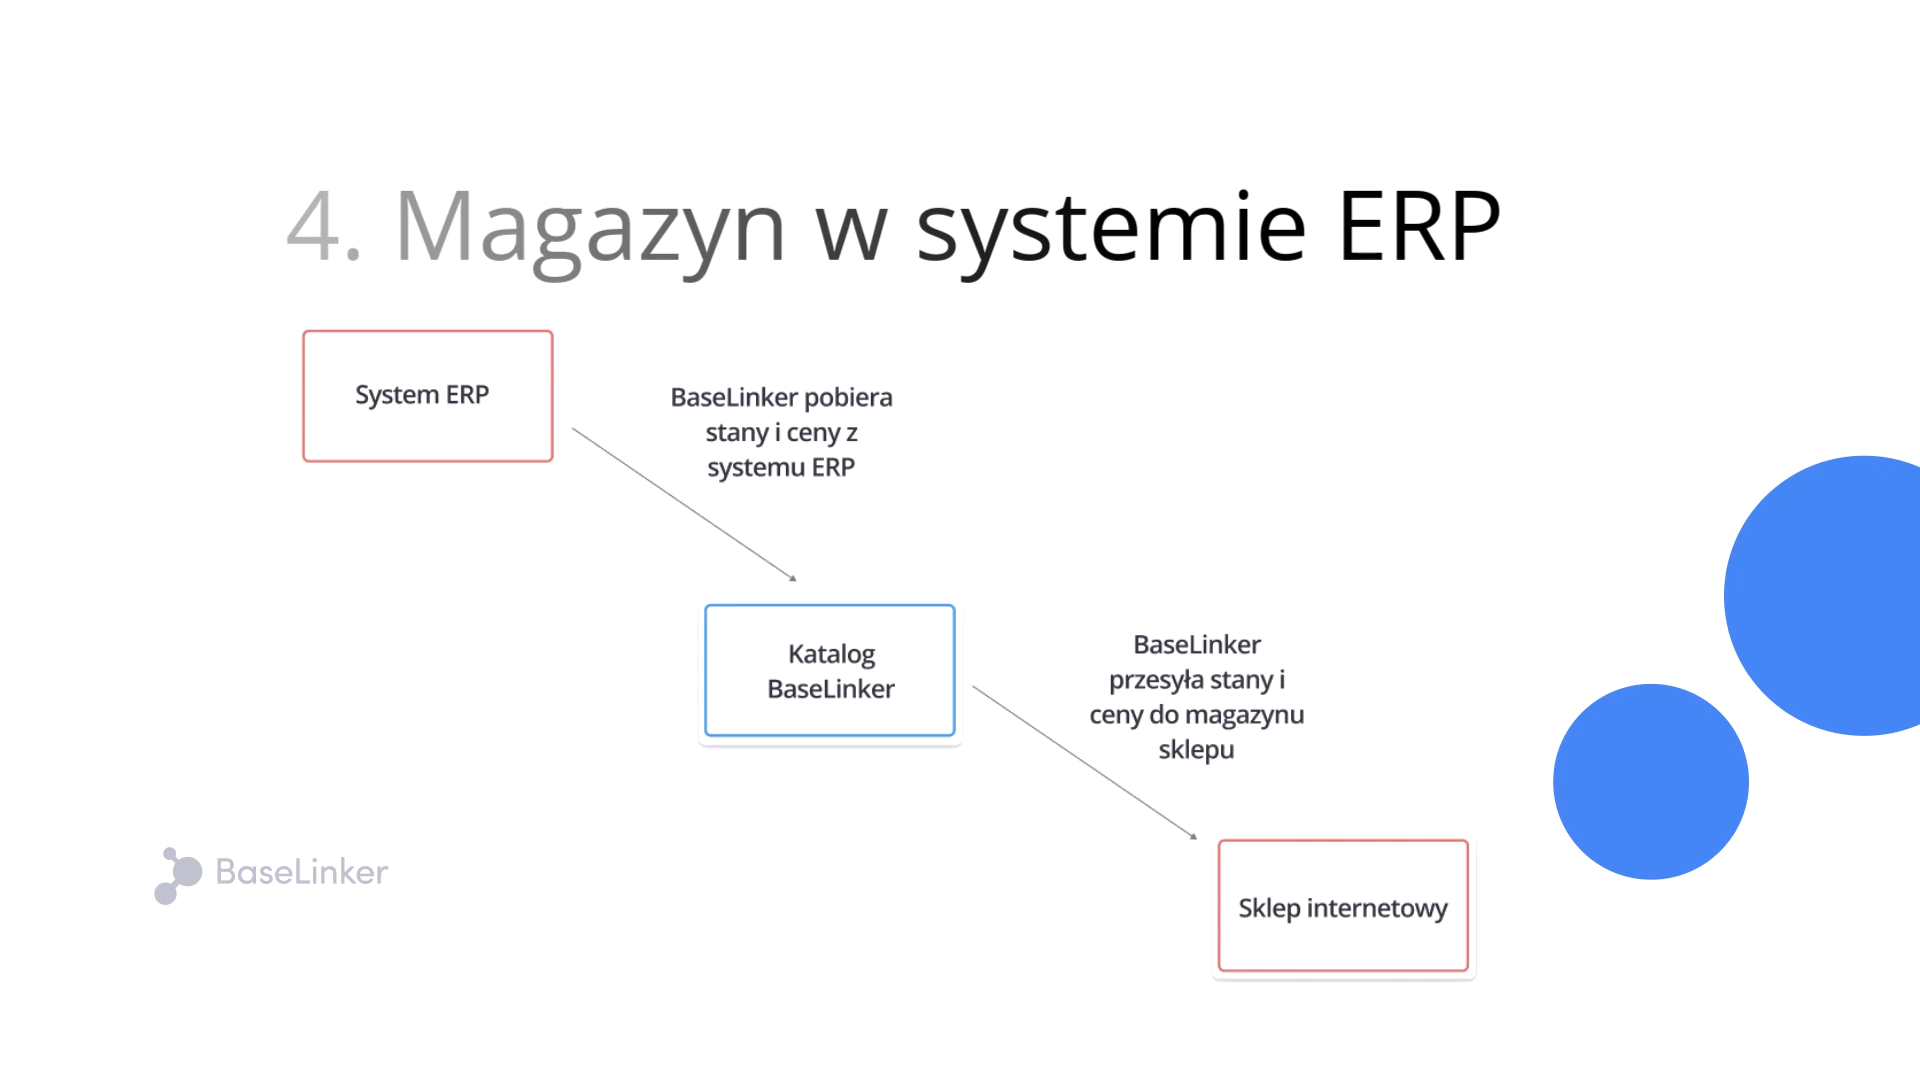 4. Magazyn w systemie ERP
System ERP
BaseLinker pobiera
stany i ceny z
systemu ERP
Katalog
BaseLinker
BaseLinker
przesyła stany i
ceny do magazynu
sklepu
BaseLinker
Sklep internetowy